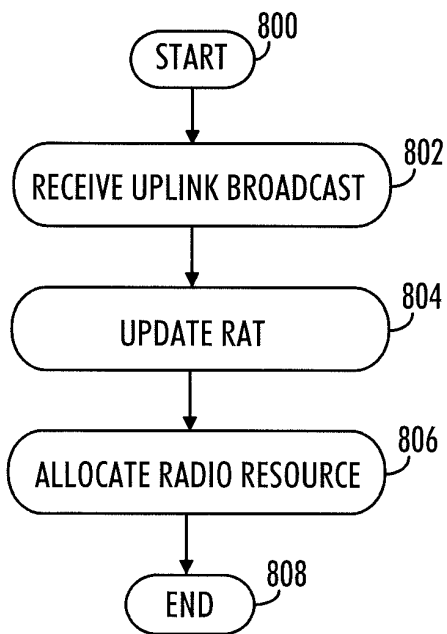 800
START
802
RECEIVE UPLINK BROADCAST
804
UPDATE RAT
806
ALLOCATE RADIO RESOURCE
808
END